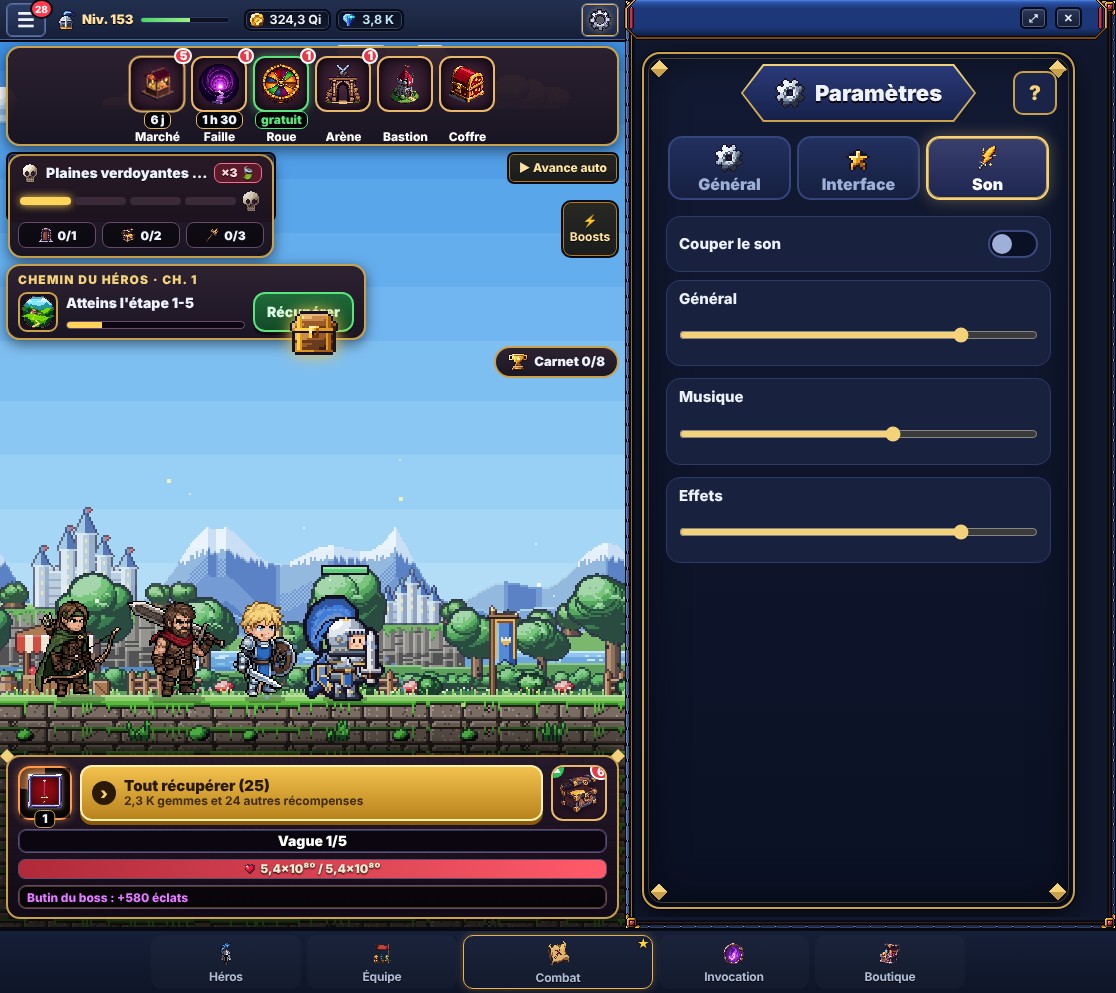 28
Niv. 153
324,3 Qi
3,8 K
5
1
1
1
6 j
1 h 30
gratuit
Marché
Faille
Roue
Arène
Bastion
Coffre
Plaines verdoyantes ...
×3
0/1
0/2
0/3
Avance auto
Boosts
CHEMIN DU HÉROS · CH. 1
Atteins l'étape 1-5
Récupérer
Carnet 0/8
Tout récupérer (25)
2,3 K gemmes et 24 autres récompenses
1
6
Vague 1/5
5,4×10⁸⁰ / 5,4×10⁸⁰
Butin du boss : +580 éclats
Paramètres
?
Général
Interface
Son
Couper le son
Général
Musique
Effets
Héros
Équipe
Combat
Invocation
Boutique